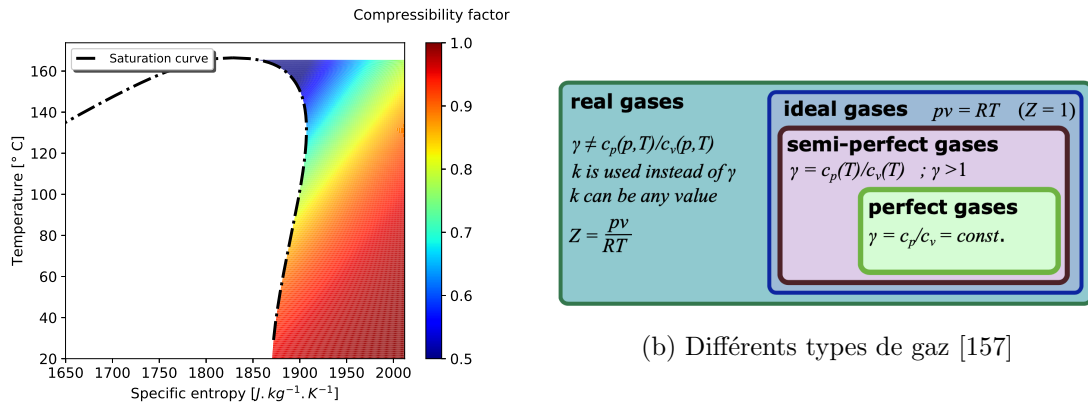 Compressibility factor
Saturation curve
Temperature [° C]
160
140
120
100
80
60
40
20
1650 1700 1750 1800 1850 1900 1950 2000
Specific entropy [J.kg⁻¹.K⁻¹]
1.0
0.9
0.8
0.7
0.6
0.5
real gases
γ ≠ cₚ(p,T)/cᵥ(p,T)
k is used instead of γ
k can be any value
Z = pv/RT
ideal gases pv = RT (Z = 1)
semi-perfect gases
γ = cₚ(T)/cᵥ(T) ; γ >1
perfect gases
γ = cₚ/cᵥ = const.
(b) Différents types de gaz [157]